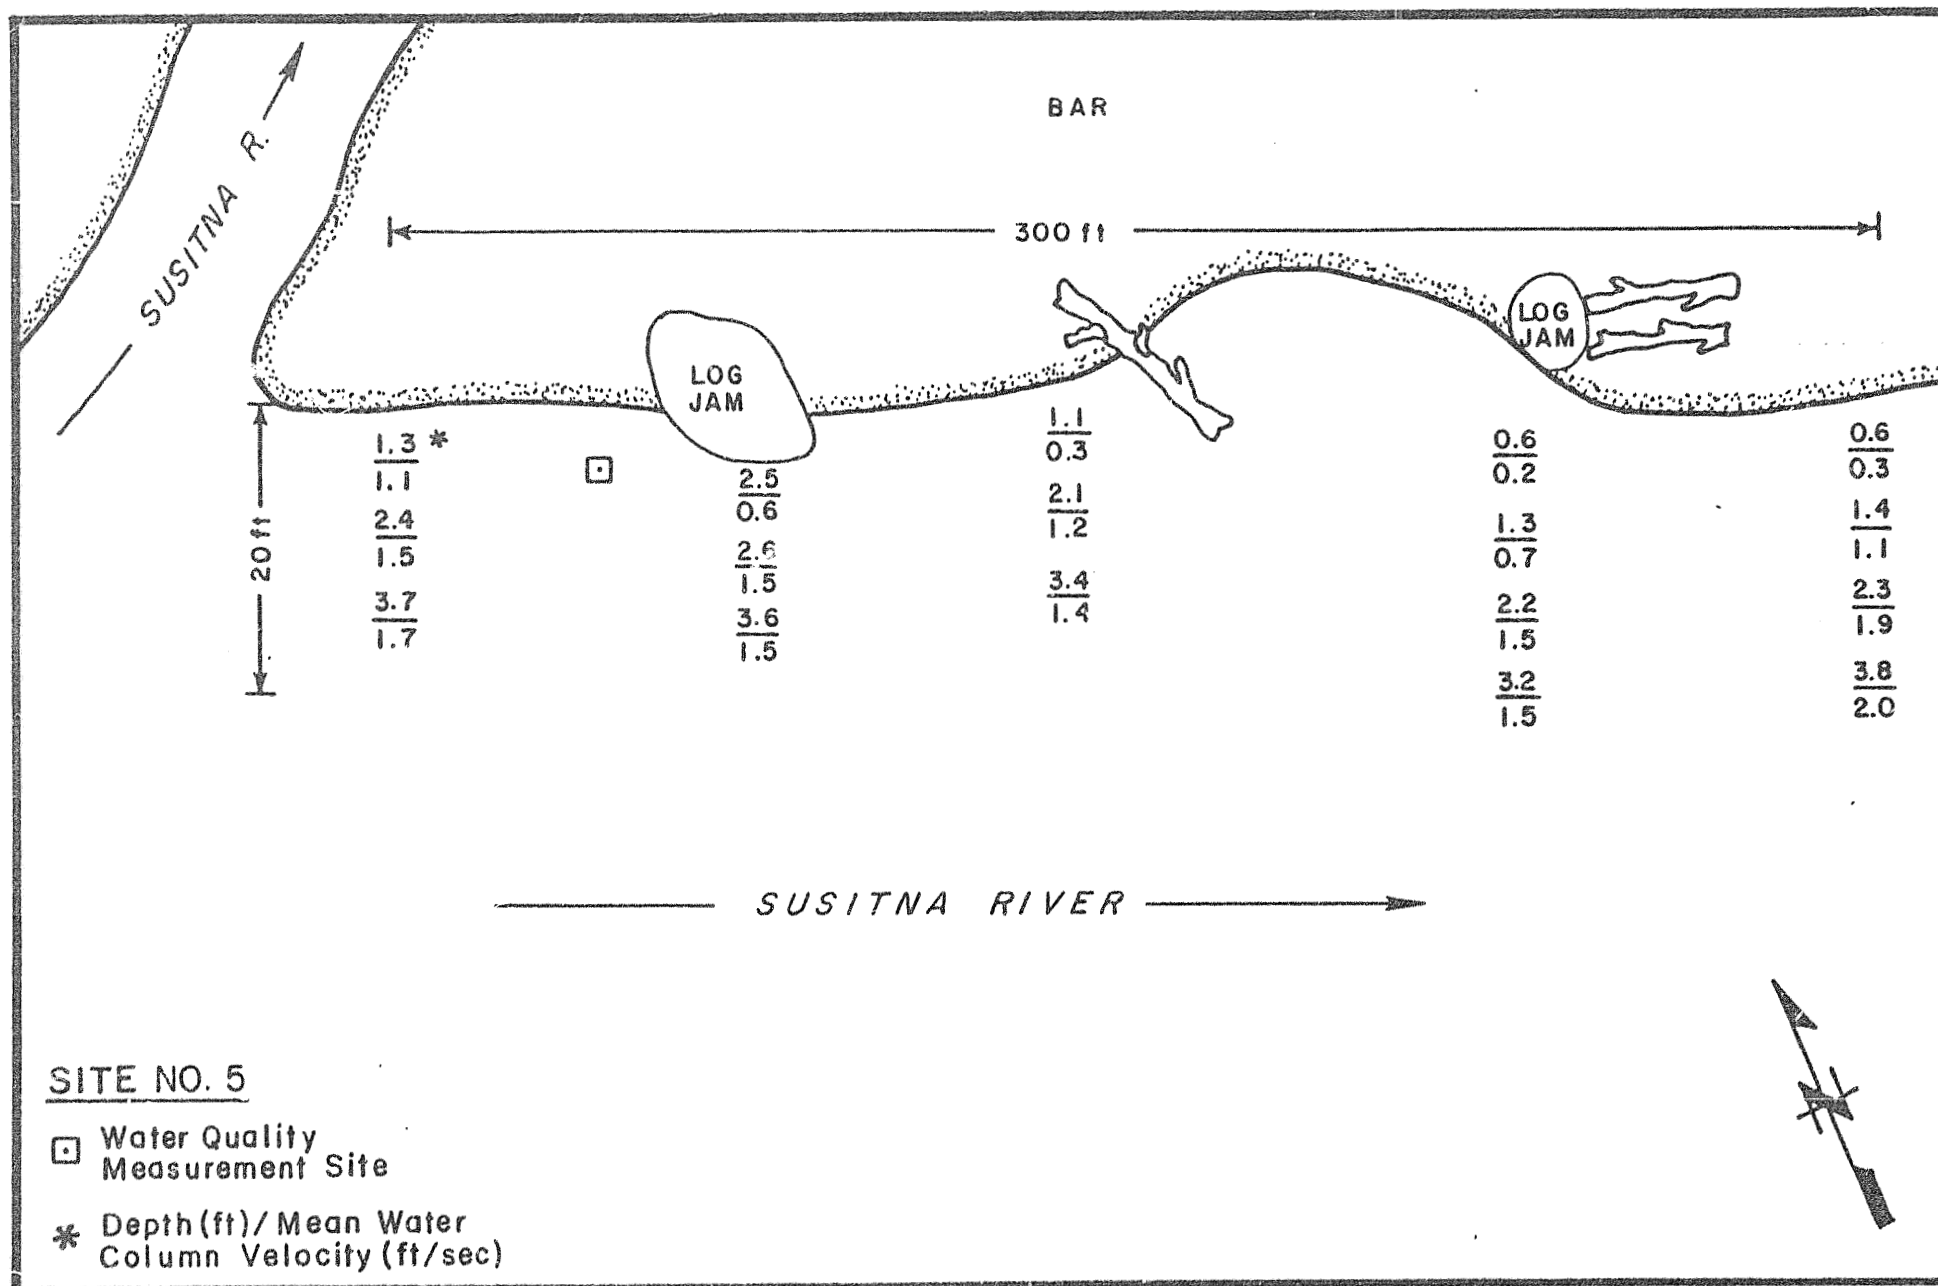 BAR
SUSITNA R.
300 ft
LOG
JAM
LOG
JAM
20 ft
1.3 *
1.1
2.4
1.5
3.7
1.7
2.5
0.6
2.6
1.5
3.6
1.5
1.1
0.3
2.1
1.2
3.4
1.4
0.6
0.2
1.3
0.7
2.2
1.5
3.2
1.5
0.6
0.3
1.4
1.1
2.3
1.9
3.8
2.0
SUSITNA RIVER
N
SITE NO. 5
Water Quality
Measurement Site
* Depth (ft) / Mean Water
Column Velocity (ft/sec)